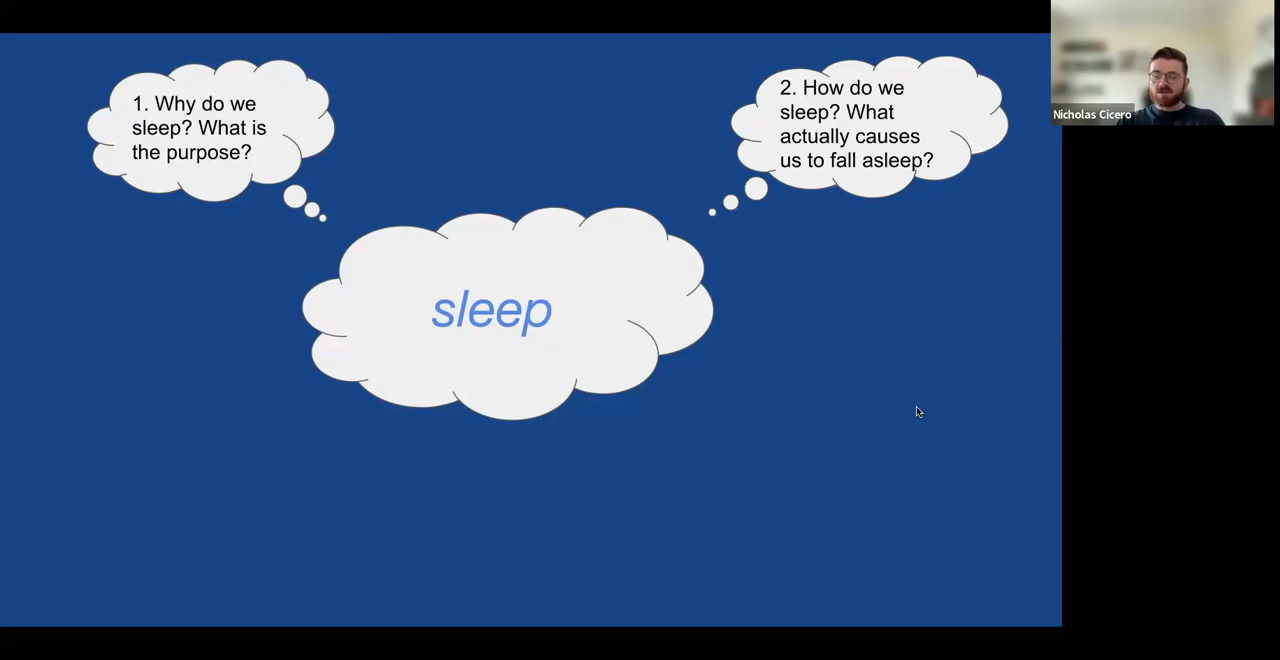 1. Why do we
sleep? What is
the purpose?
2. How do we
sleep? What
actually causes
us to fall asleep?
sleep
Nicholas Cicero